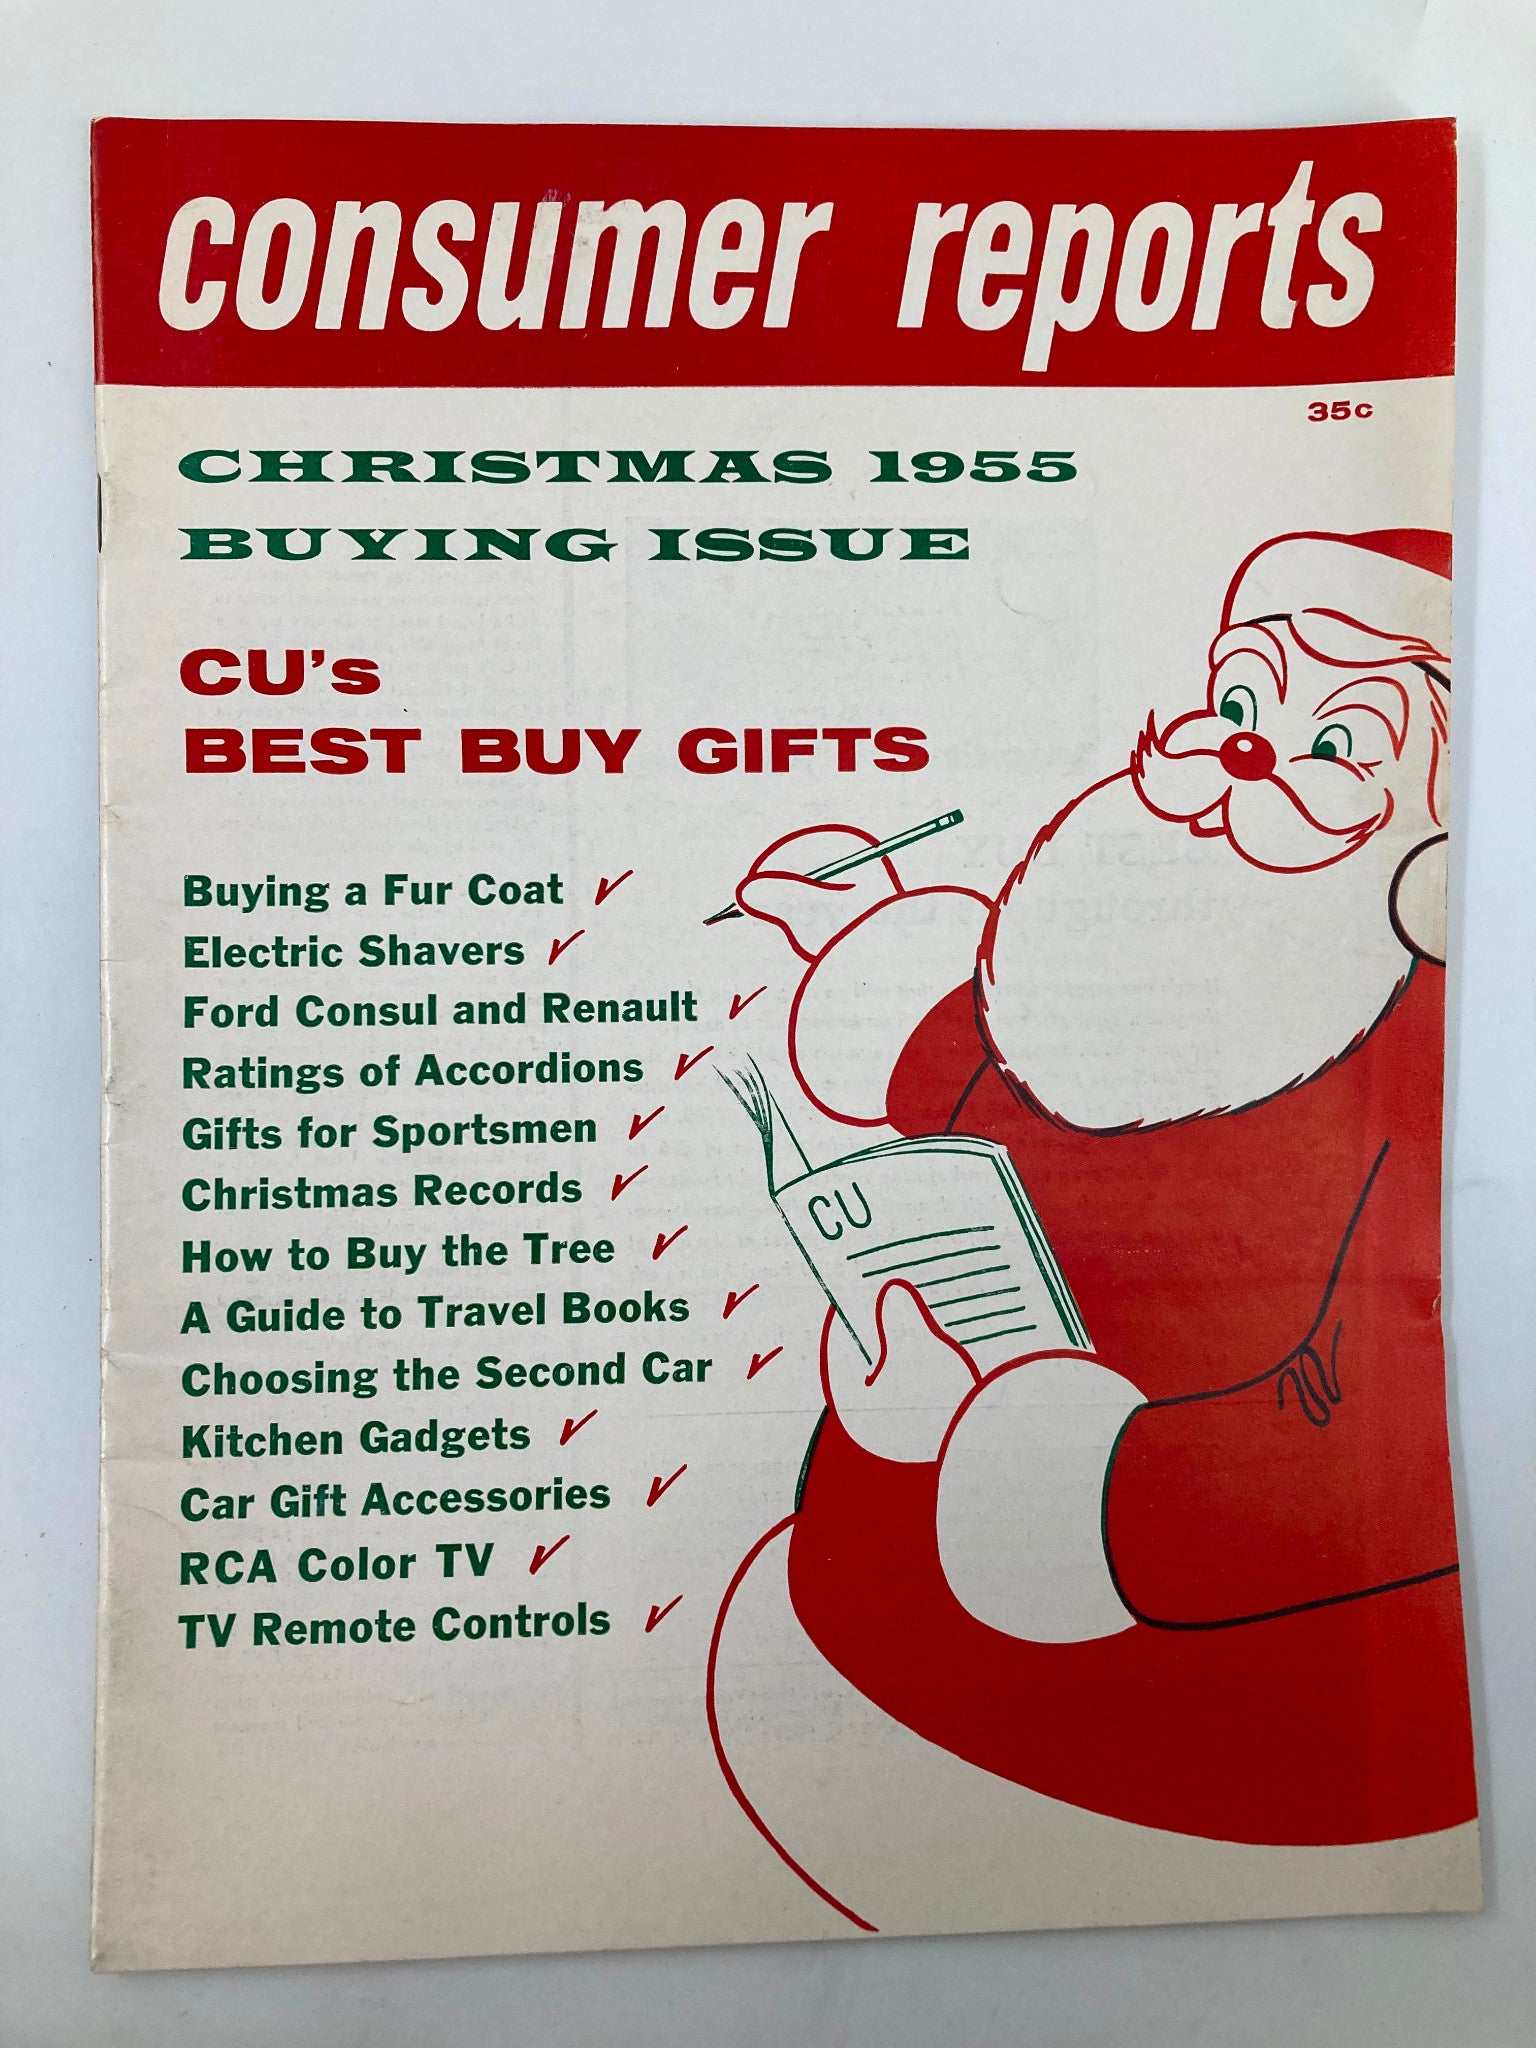 consumer reports
35c
CHRISTMAS 1955
BUYING ISSUE
CU's
BEST BUY GIFTS
Buying a Fur Coat ✓
Electric Shavers ✓
Ford Consul and Renault ✓
Ratings of Accordions ✓
Gifts for Sportsmen ✓
Christmas Records ✓
How to Buy the Tree ✓
A Guide to Travel Books ✓
Choosing the Second Car ✓
Kitchen Gadgets ✓
Car Gift Accessories ✓
RCA Color TV ✓
TV Remote Controls ✓
CU